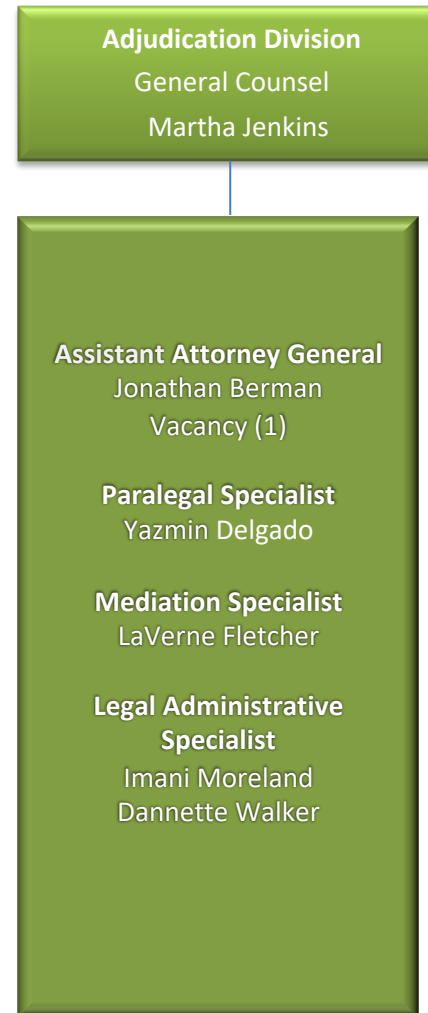 Adjudication Division
General Counsel
Martha Jenkins
Assistant Attorney General
Jonathan Berman
Vacancy (1)
Paralegal Specialist
Yazmin Delgado
Mediation Specialist
LaVerne Fletcher
Legal Administrative
Specialist
Imani Moreland
Dannette Walker